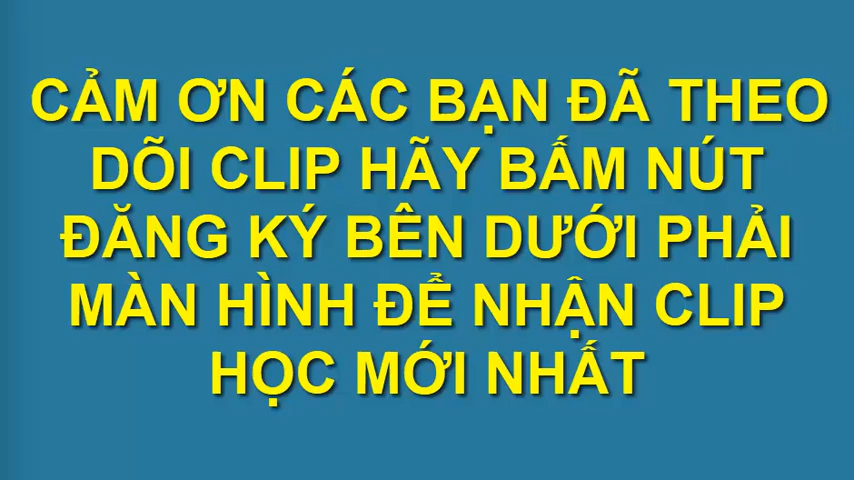 CẢM ƠN CÁC BẠN ĐÃ THEO
DÕI CLIP HÃY BẤM NÚT
ĐĂNG KÝ BÊN DƯỚI PHẢI
MÀN HÌNH ĐỂ NHẬN CLIP
HỌC MỚI NHẤT